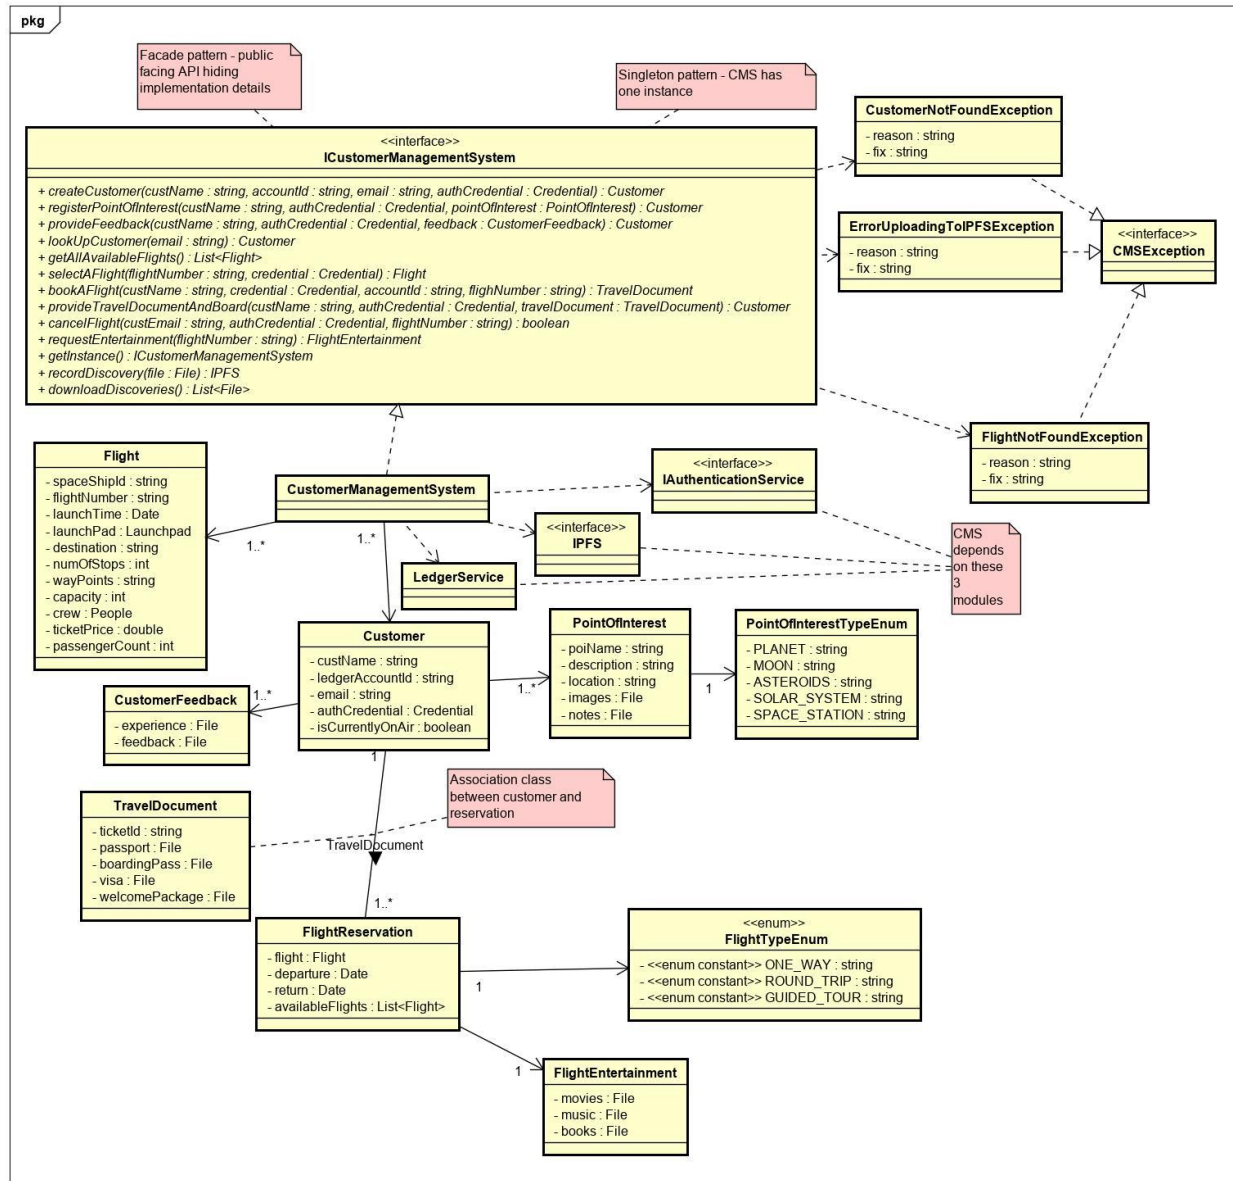 pkg
Facade pattern - public
facing API hiding
implementation details
Singleton pattern - CMS has
one instance
<<interface>>
ICustomerManagementSystem
+ createCustomer(custName : string, accountId : string, email : string, authCredential : Credential) : Customer
+ registerPointOfInterest(custName : string, authCredential : Credential, pointOfInterest : PointOfInterest) : Customer
+ provideFeedback(custName : string, authCredential : Credential, feedback : CustomerFeedback) : Customer
+ lookUpCustomer(email : string) : Customer
+ getAllAvailableFlights() : List<Flight>
+ selectAFlight(flightNumber : string, credential : Credential) : Flight
+ bookAFlight(custName : string, credential : Credential, accountId : string, flighNumber : string) : TravelDocument
+ provideTravelDocumentAndBoard(custName : string, authCredential : Credential, travelDocument : TravelDocument) : Customer
+ cancelFlight(custEmail : string, authCredential : Credential, flightNumber : string) : boolean
+ requestEntertainment(flightNumber : string) : FlightEntertainment
+ getInstance() : ICustomerManagementSystem
+ recordDiscovery(file : File) : IPFS
+ downloadDiscoveries() : List<File>
CustomerNotFoundException
- reason : string
- fix : string
ErrorUploadingToIPFSException
- reason : string
- fix : string
<<interface>>
CMSException
FlightNotFoundException
- reason : string
- fix : string
Flight
- spaceShipId : string
- flightNumber : string
- launchTime : Date
- launchPad : Launchpad
- destination : string
- numOfStops : int
- wayPoints : string
- capacity : int
- crew : People
- ticketPrice : double
- passengerCount : int
CustomerManagementSystem
1..*
1..*
<<interface>>
IAuthenticationService
<<interface>>
IPFS
LedgerService
CMS
depends
on these
3
modules
Customer
- custName : string
- ledgerAccountId : string
- email : string
- authCredential : Credential
- isCurrentlyOnAir : boolean
1..*
1..*
1
PointOfInterest
- poiName : string
- description : string
- location : string
- images : File
- notes : File
1
PointOfInterestTypeEnum
- PLANET : string
- MOON : string
- ASTEROIDS : string
- SOLAR_SYSTEM : string
- SPACE_STATION : string
CustomerFeedback
- experience : File
- feedback : File
Association class
between customer and
reservation
TravelDocument
- ticketId : string
- passport : File
- boardingPass : File
- visa : File
- welcomePackage : File
TravelDocument
1..*
FlightReservation
- flight : Flight
- departure : Date
- return : Date
- availableFlights : List<Flight>
1
<<enum>>
FlightTypeEnum
- <<enum constant>> ONE_WAY : string
- <<enum constant>> ROUND_TRIP : string
- <<enum constant>> GUIDED_TOUR : string
1
FlightEntertainment
- movies : File
- music : File
- books : File